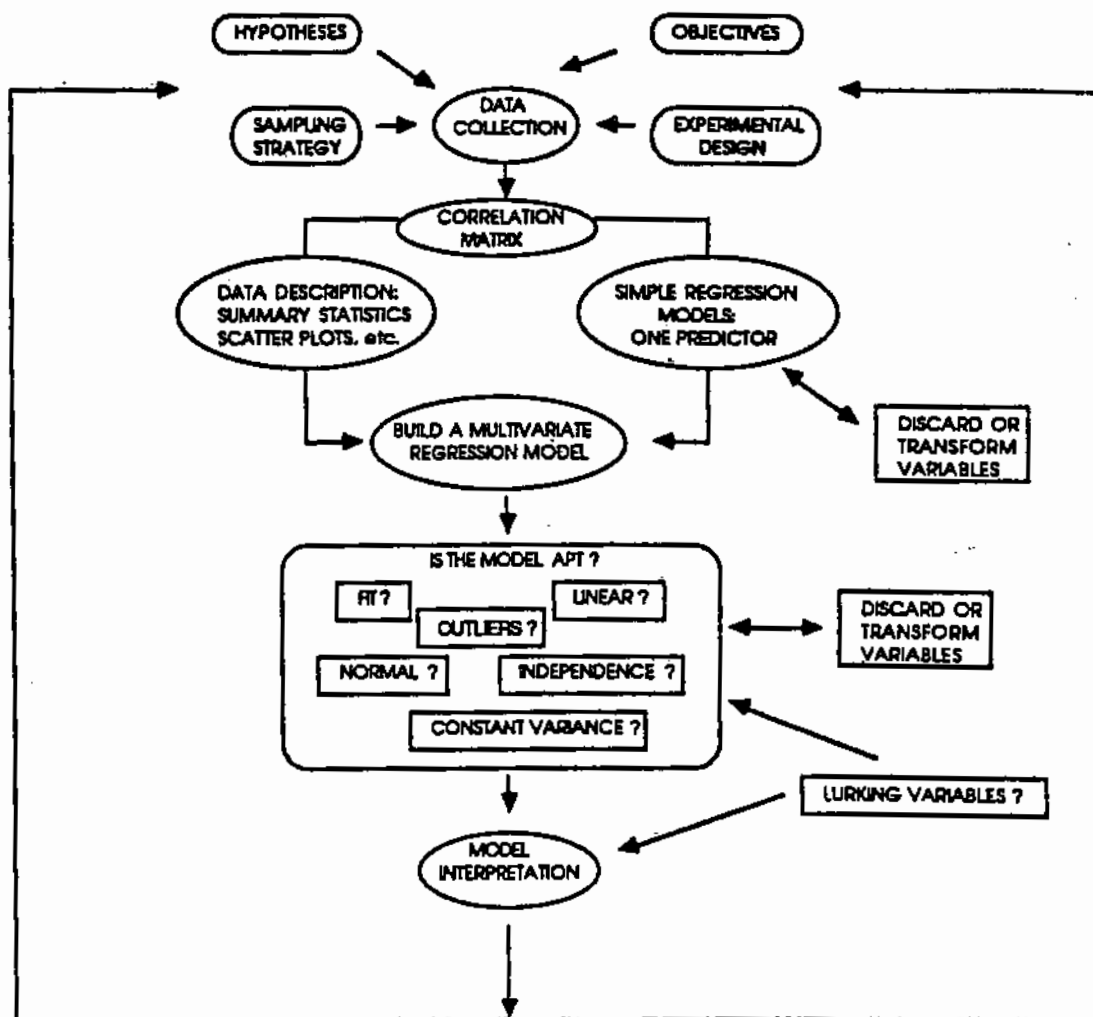 HYPOTHESES
OBJECTIVES
DATA
COLLECTION
SAMPLING
STRATEGY
EXPERIMENTAL
DESIGN
CORRELATION
MATRIX
DATA DESCRIPTION:
SUMMARY STATISTICS
SCATTER PLOTS, etc.
SIMPLE REGRESSION
MODELS:
ONE PREDICTOR
BUILD A MULTIVARIATE
REGRESSION MODEL
DISCARD OR
TRANSFORM
VARIABLES
IS THE MODEL APT ?
FIT ?
LINEAR ?
OUTLIERS ?
NORMAL ?
INDEPENDENCE ?
CONSTANT VARIANCE ?
DISCARD OR
TRANSFORM
VARIABLES
LURKING VARIABLES ?
MODEL
INTERPRETATION